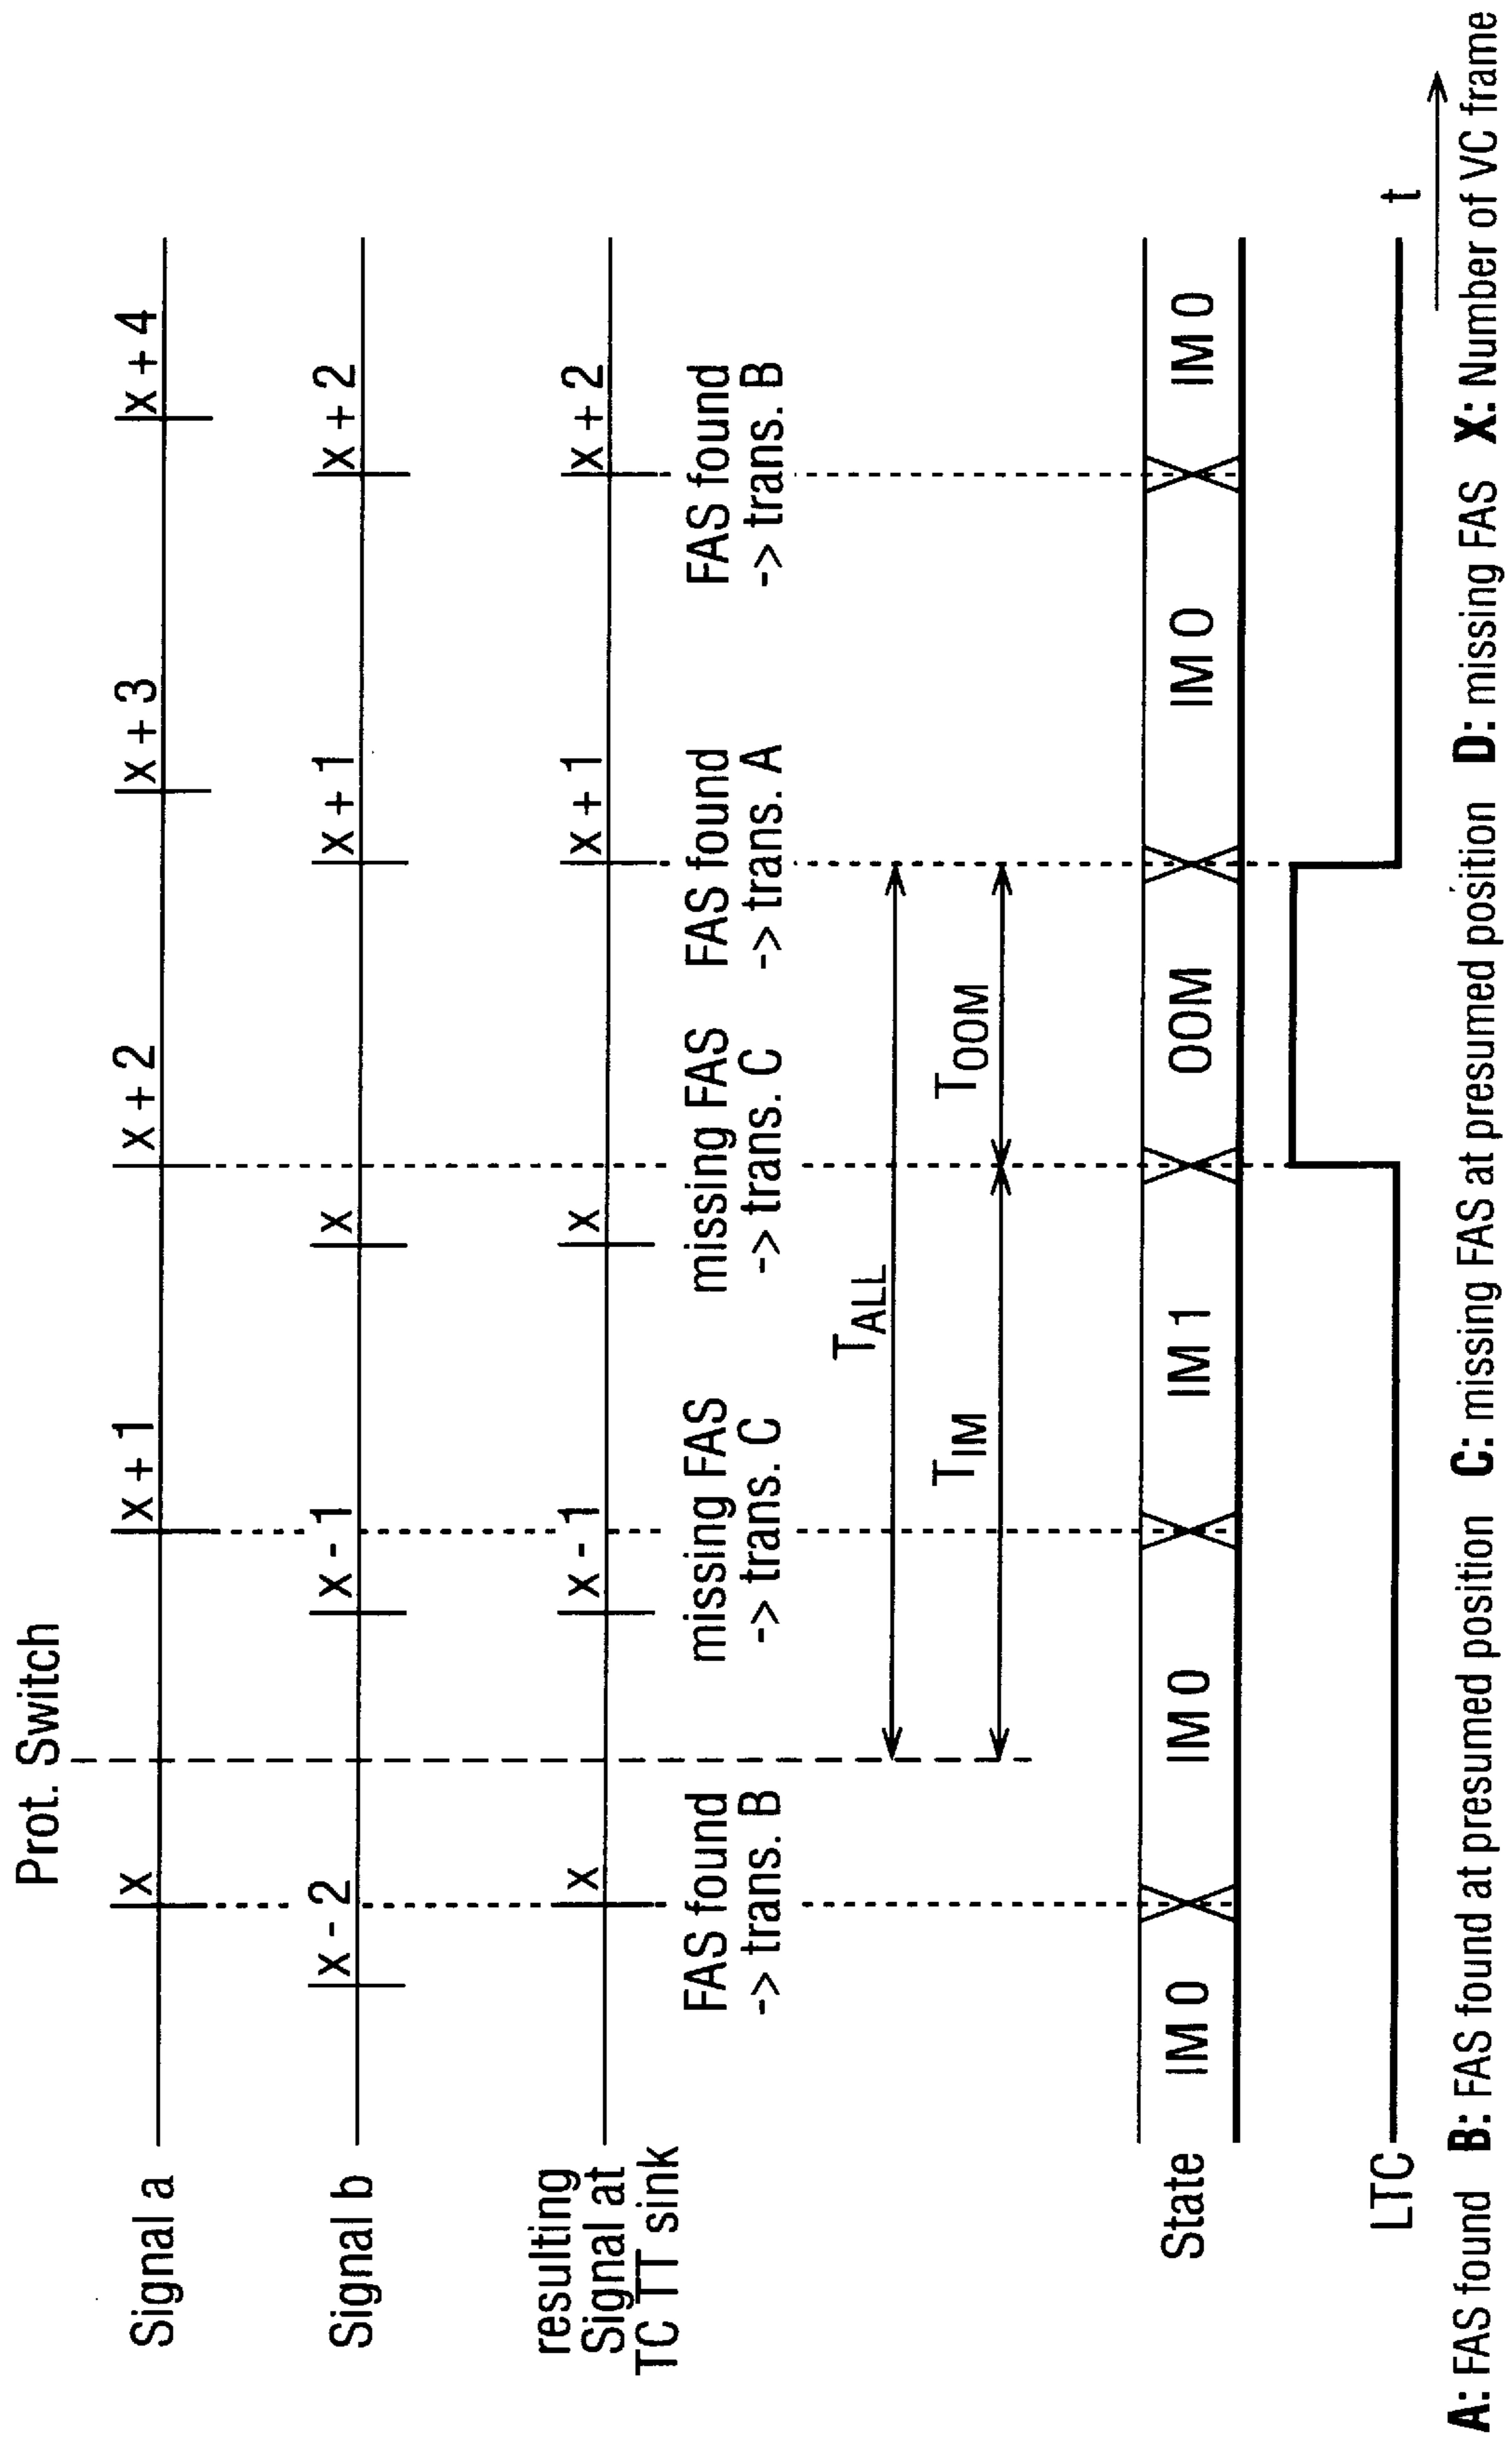 Prot. Switch
Signal a
x
x + 1
x + 2
x + 3
x + 4
Signal b
x - 2
x - 1
x
x + 1
x + 2
resulting
Signal at
TC TT sink
x
x - 1
x
x + 1
x + 2
FAS found
-> trans. B
missing FAS
-> trans. C
missing FAS
-> trans. C
FAS found
-> trans. A
FAS found
-> trans. B
TALL
TIM
TOOM
State
IM 0
IM 0
IM 1
OOM
IM 0
IM 0
LTC
t
A: FAS found B: FAS found at presumed position C: missing FAS at presumed position D: missing FAS X: Number of VC frame